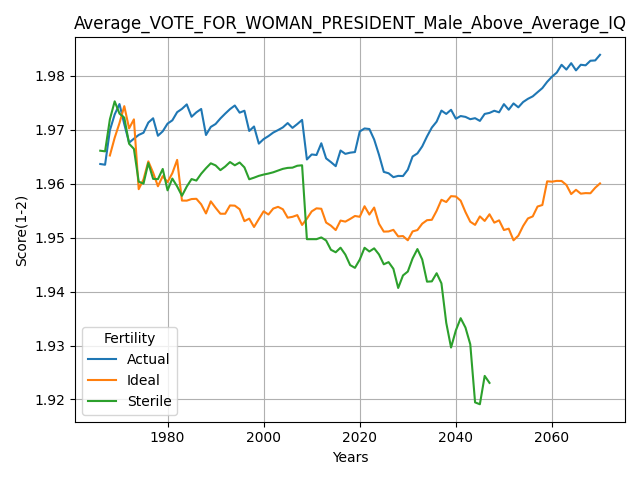 Average_VOTE_FOR_WOMAN_PRESIDENT_Male_Above_Average_IQ
Score(1-2)
1.98
1.97
1.96
1.95
1.94
1.93
1.92
Fertility
Actual
Ideal
Sterile
1980
2000
2020
2040
2060
Years